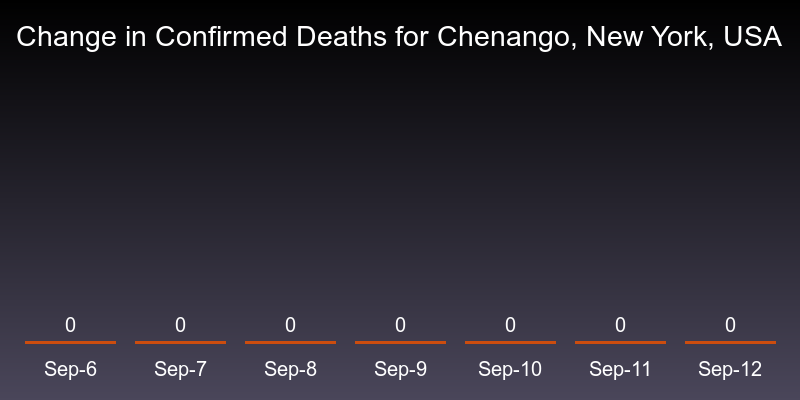 Change in Confirmed Deaths for Chenango, New York, USA
0 0 0 0 0 0 0
Sep-6 Sep-7 Sep-8 Sep-9 Sep-10 Sep-11 Sep-12